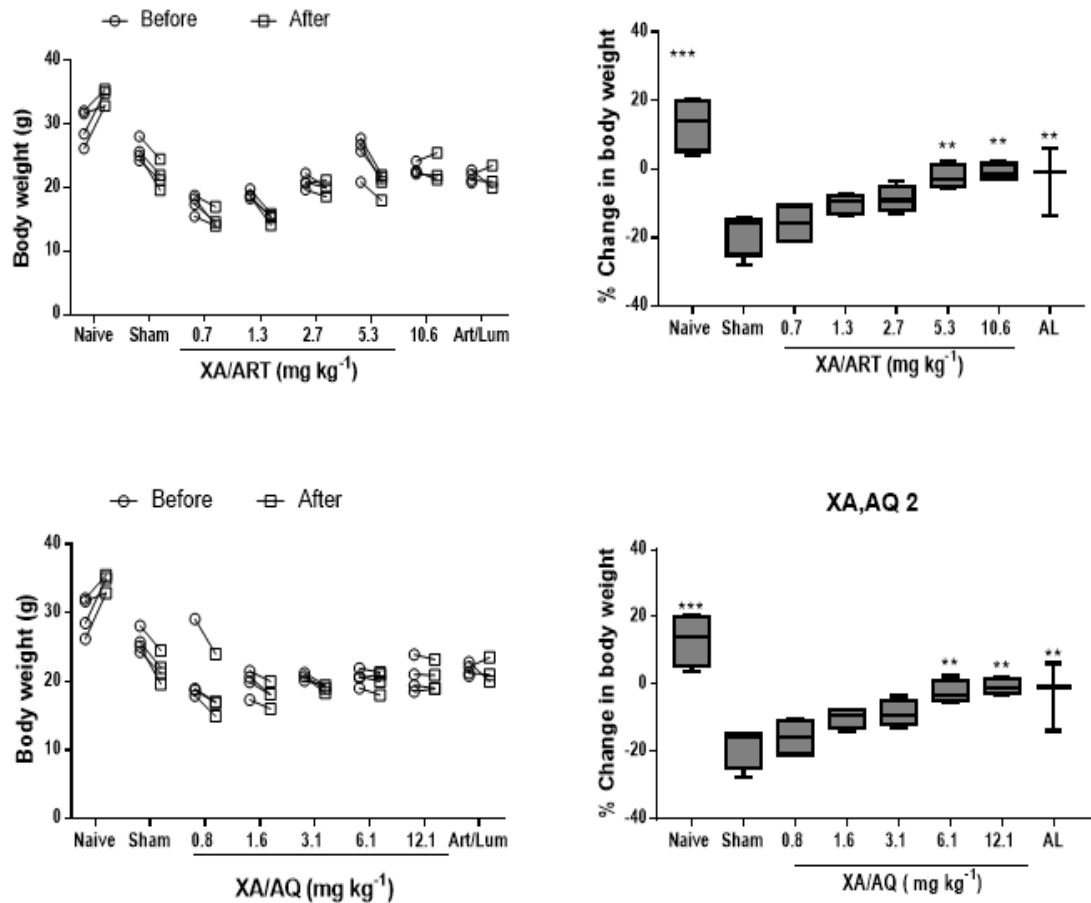 Before After
Body weight (g)
40
30
20
10
0
Naive Sham 0.7 1.3 2.7 5.3 10.6 Art/Lum
XA/ART (mg kg-1)
% Change in body weight
40
20
0
-20
-40
***
**
**
**
Naive Sham 0.7 1.3 2.7 5.3 10.6 AL
XA/ART (mg kg-1)
Before After
Body weight (g)
40
30
20
10
0
Naive Sham 0.8 1.6 3.1 6.1 12.1 Art/Lum
XA/AQ (mg kg-1)
XA,AQ 2
% Change in body weight
40
20
0
-20
-40
***
**
**
**
Naive Sham 0.8 1.6 3.1 6.1 12.1 AL
XA/AQ ( mg kg-1)